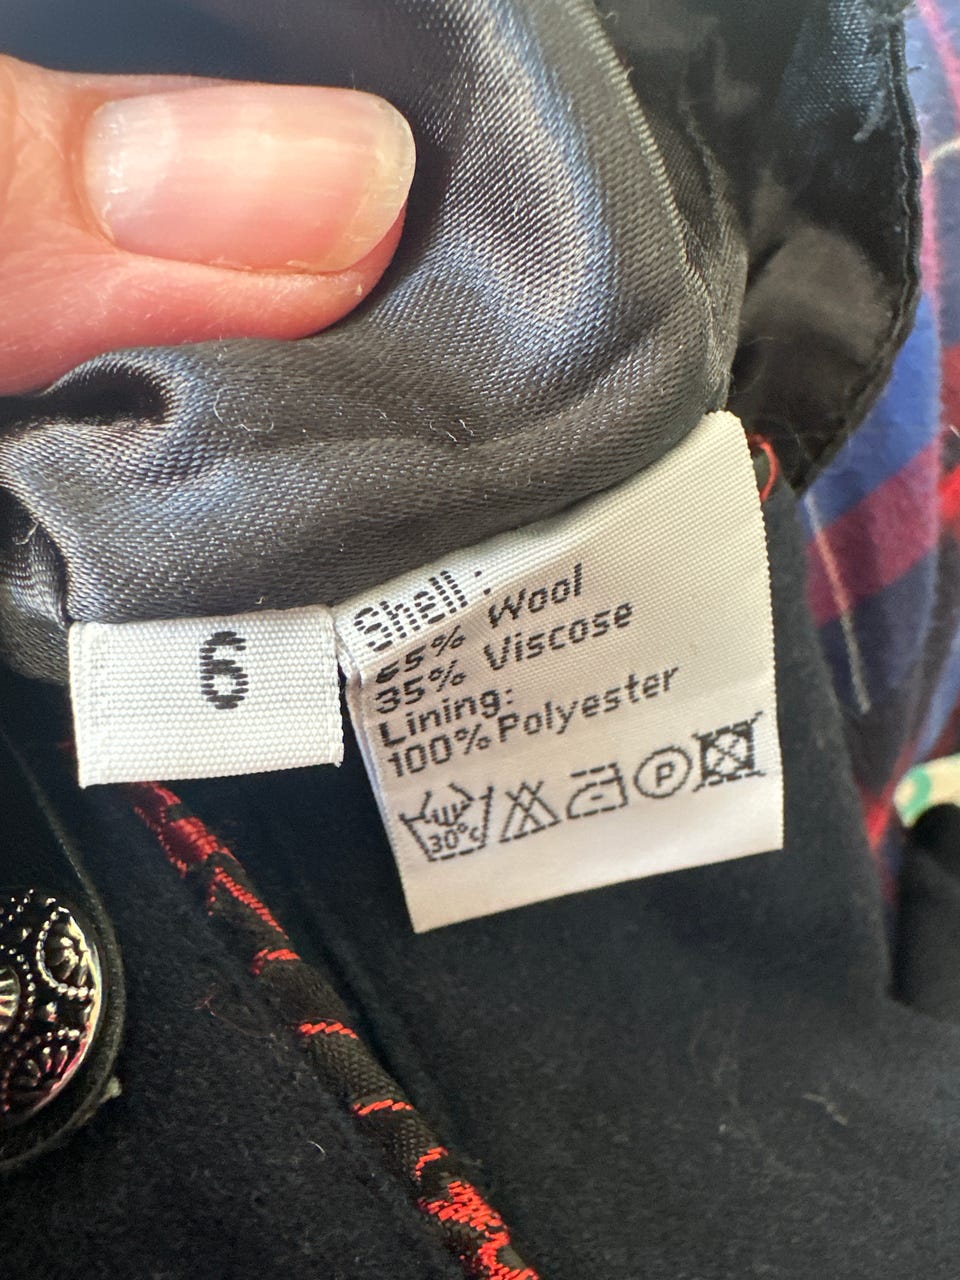 6
Shell:
65% Wool
35% Viscose
Lining:
100% Polyester
30°c
P